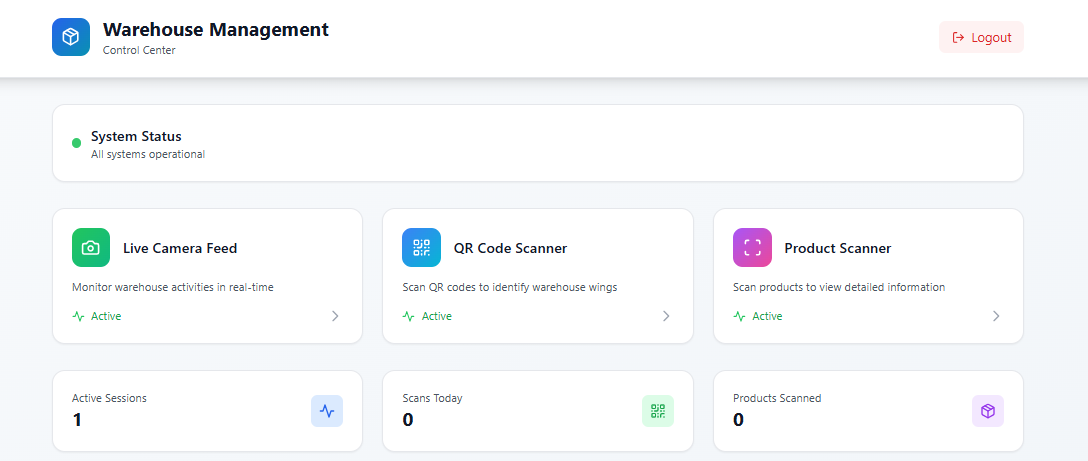 Warehouse Management
Control Center
Logout
System Status
All systems operational
Live Camera Feed
Monitor warehouse activities in real-time
Active
QR Code Scanner
Scan QR codes to identify warehouse wings
Active
Product Scanner
Scan products to view detailed information
Active
Active Sessions
1
Scans Today
0
Products Scanned
0